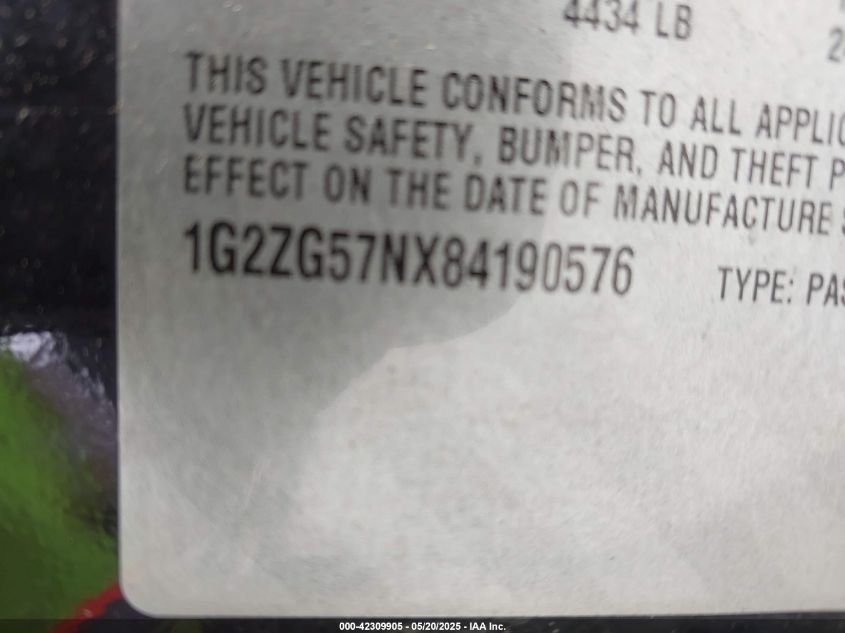 4434 LB
THIS VEHICLE CONFORMS TO ALL APPLIC
VEHICLE SAFETY, BUMPER, AND THEFT P
EFFECT ON THE DATE OF MANUFACTURE S
1G2ZG57NX84190576 TYPE: PAS
000-42309905 - 05/20/2025 - IAA Inc.